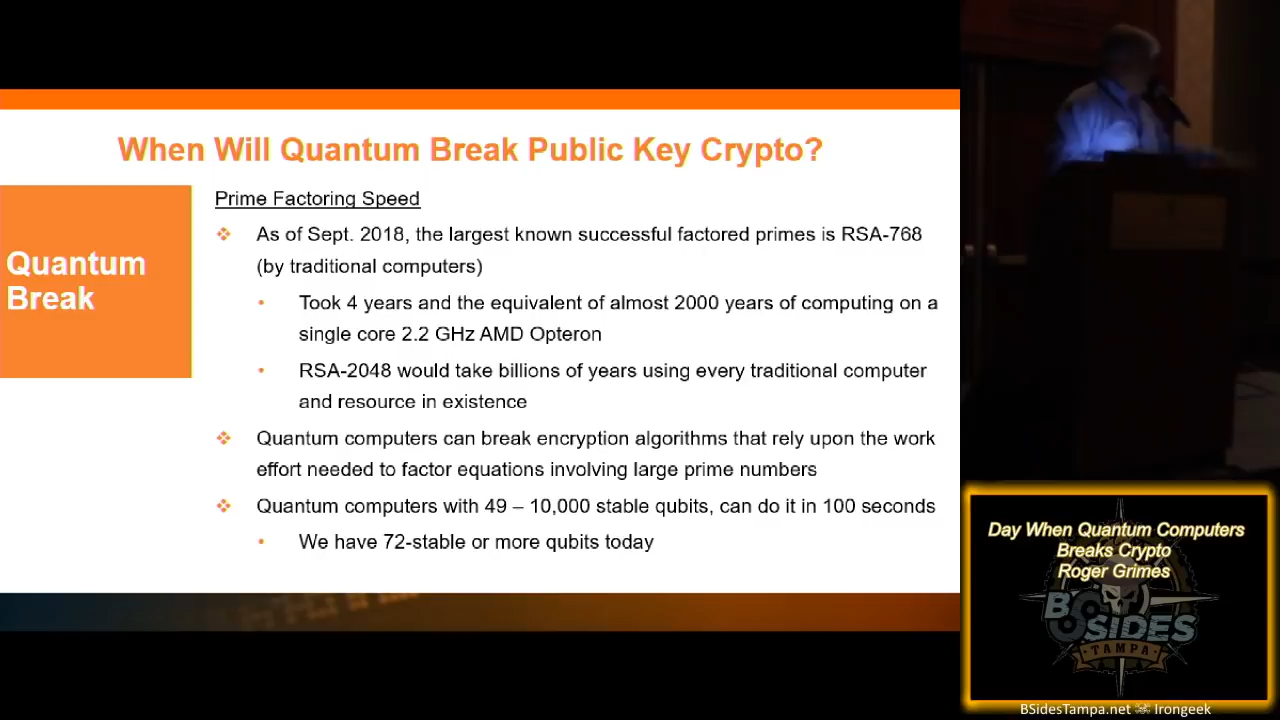 When Will Quantum Break Public Key Crypto?
Quantum
Break
Prime Factoring Speed
As of Sept. 2018, the largest known successful factored primes is RSA-768
(by traditional computers)
Took 4 years and the equivalent of almost 2000 years of computing on a
single core 2.2 GHz AMD Opteron
RSA-2048 would take billions of years using every traditional computer
and resource in existence
Quantum computers can break encryption algorithms that rely upon the work
effort needed to factor equations involving large prime numbers
Quantum computers with 49 – 10,000 stable qubits, can do it in 100 seconds
We have 72-stable or more qubits today
Day When Quantum Computers
Breaks Crypto
Roger Grimes
B SIDES
TAMPA
BSidesTampa.net ☠ Irongeek